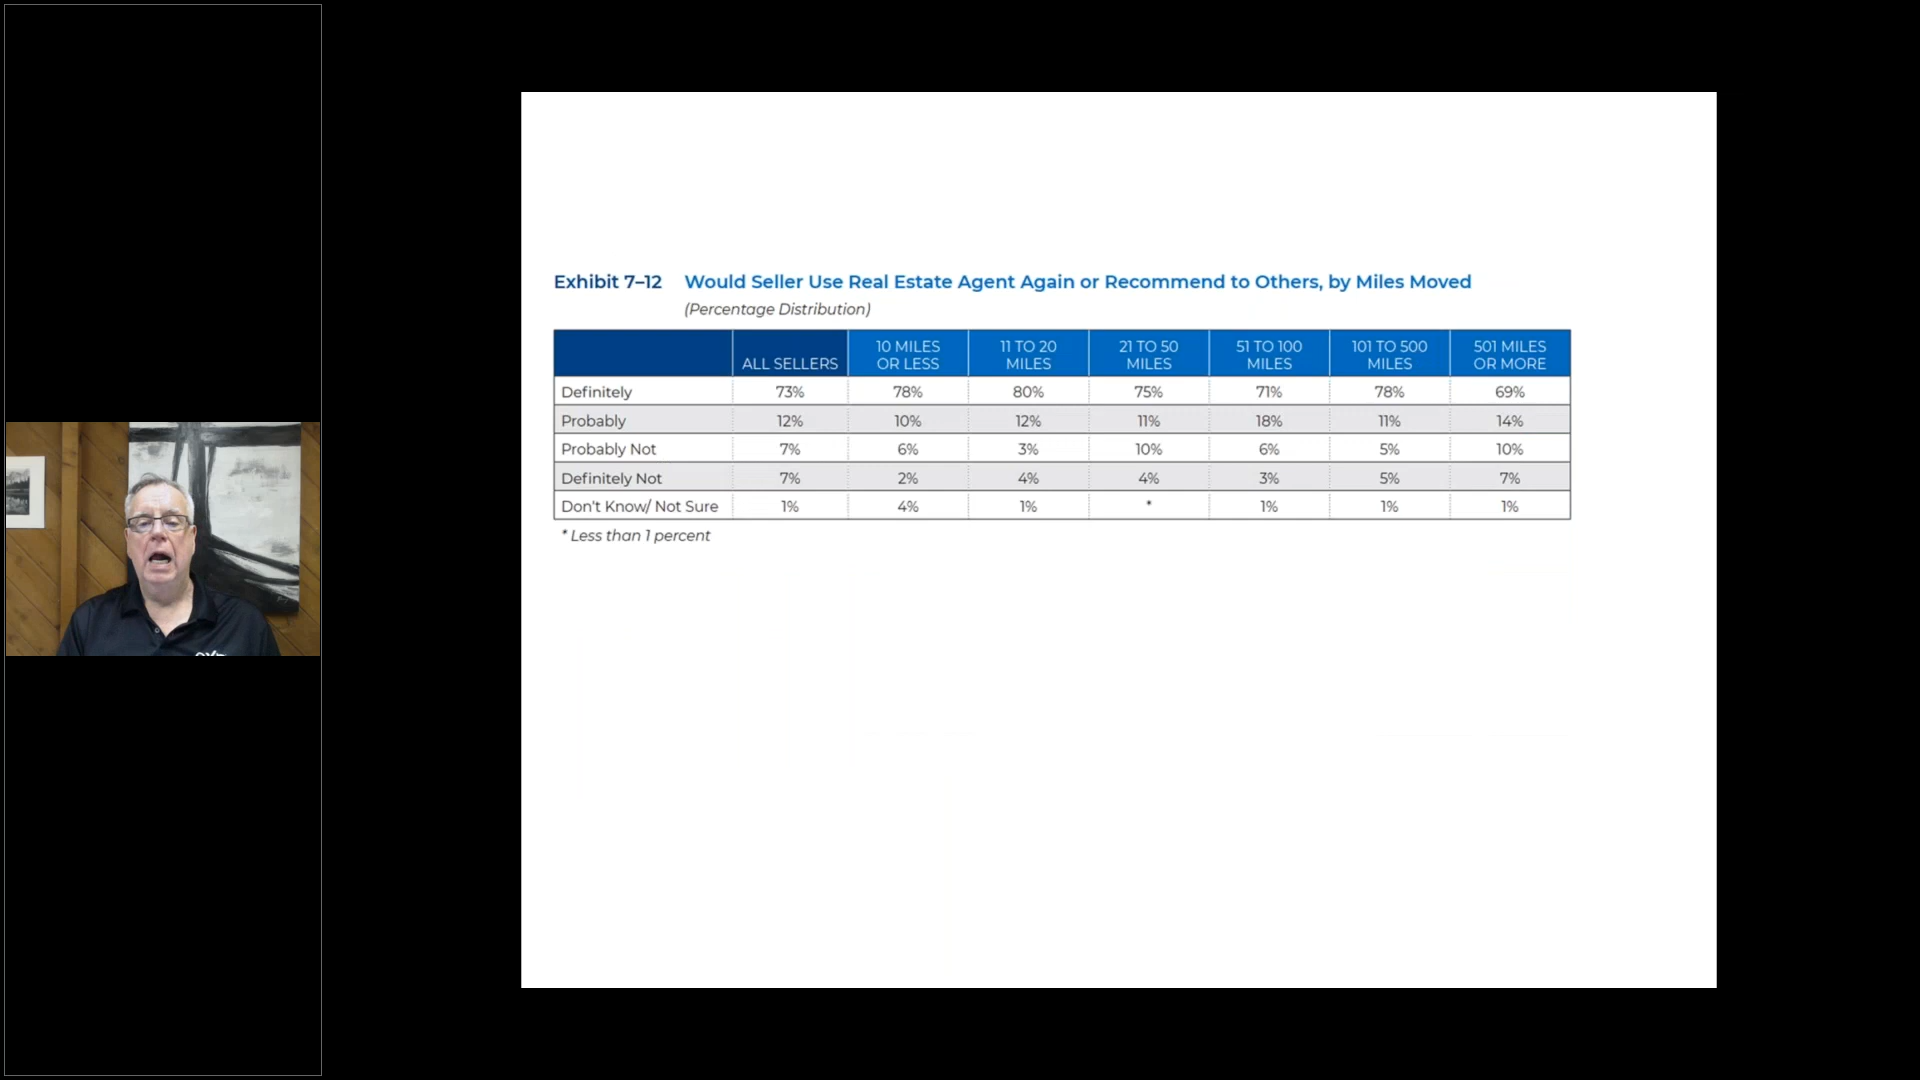 Exhibit 7–12 Would Seller Use Real Estate Agent Again or Recommend to Others, by Miles Moved
(Percentage Distribution)
ALL SELLERS 10 MILES OR LESS 11 TO 20 MILES 21 TO 50 MILES 51 TO 100 MILES 101 TO 500 MILES 501 MILES OR MORE
Definitely 73% 78% 80% 75% 71% 78% 69%
Probably 12% 10% 12% 11% 18% 11% 14%
Probably Not 7% 6% 3% 10% 6% 5% 10%
Definitely Not 7% 2% 4% 4% 3% 5% 7%
Don't Know/ Not Sure 1% 4% 1% * 1% 1% 1%
* Less than 1 percent